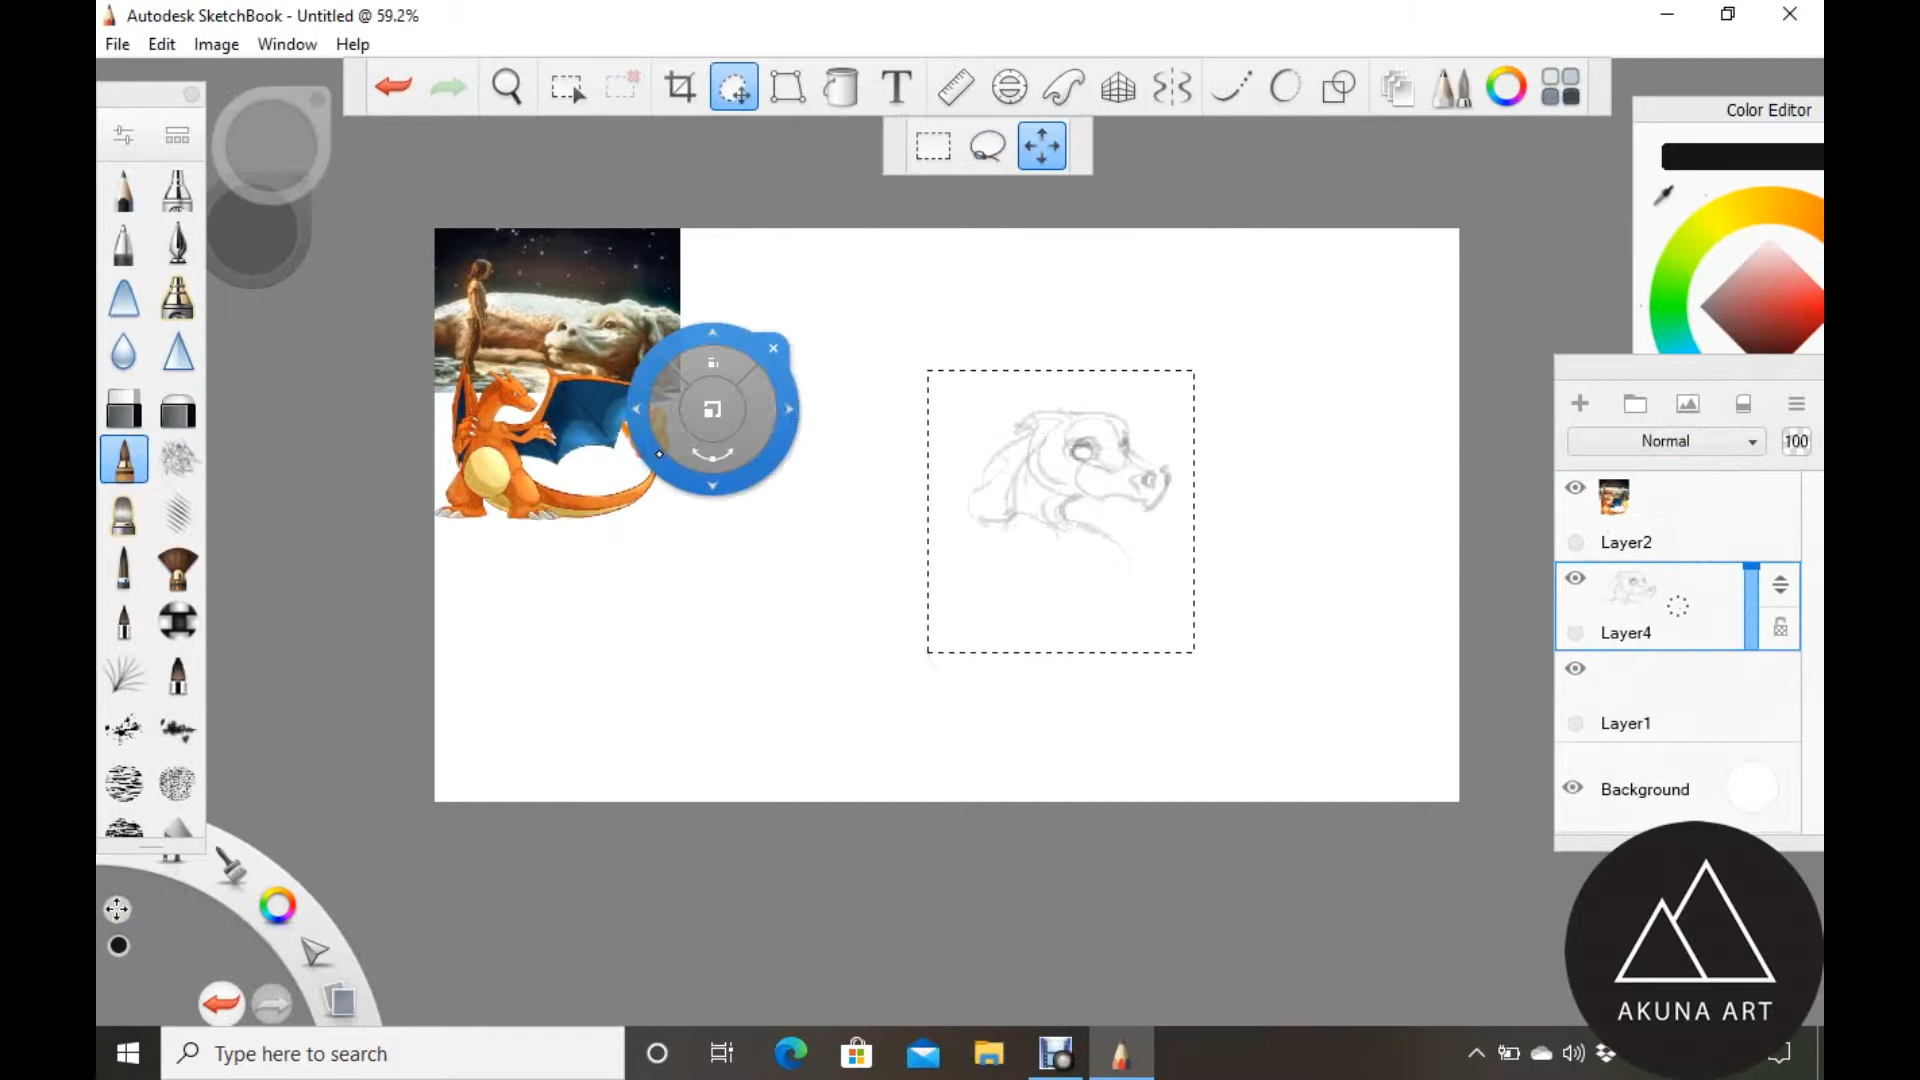 Autodesk SketchBook - Untitled @ 59.2%
File Edit Image Window Help
T
Color Editor
Normal 100
Layer2
Layer4
Layer1
Background
AKUNA ART
Type here to search